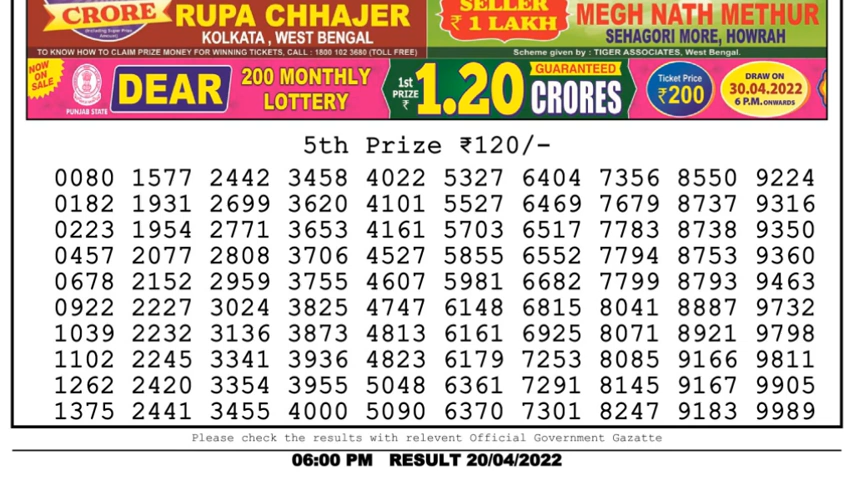 CRORE
(Including Super Prize Amount)
RUPA CHHAJER
KOLKATA , WEST BENGAL
TO KNOW HOW TO CLAIM PRIZE MONEY FOR WINNING TICKETS, CALL : 1800 102 3680 (TOLL FREE)
SELLER
₹ 1 LAKH
MEGH NATH METHUR
SEHAGORI MORE, HOWRAH
Scheme given by : TIGER ASSOCIATES, West Bengal.
NOW ON SALE
PUNJAB STATE
DEAR
200 MONTHLY
LOTTERY
1st PRIZE ₹
1.20
GUARANTEED
CRORES
Ticket Price
₹200
DRAW ON
30.04.2022
6 P.M. ONWARDS
5th Prize ₹120/-
0080 1577 2442 3458 4022 5327 6404 7356 8550 9224
0182 1931 2699 3620 4101 5527 6469 7679 8737 9316
0223 1954 2771 3653 4161 5703 6517 7783 8738 9350
0457 2077 2808 3706 4527 5855 6552 7794 8753 9360
0678 2152 2959 3755 4607 5981 6682 7799 8793 9463
0922 2227 3024 3825 4747 6148 6815 8041 8887 9732
1039 2232 3136 3873 4813 6161 6925 8071 8921 9798
1102 2245 3341 3936 4823 6179 7253 8085 9166 9811
1262 2420 3354 3955 5048 6361 7291 8145 9167 9905
1375 2441 3455 4000 5090 6370 7301 8247 9183 9989
Please check the results with relevent Official Government Gazatte
06:00 PM RESULT 20/04/2022